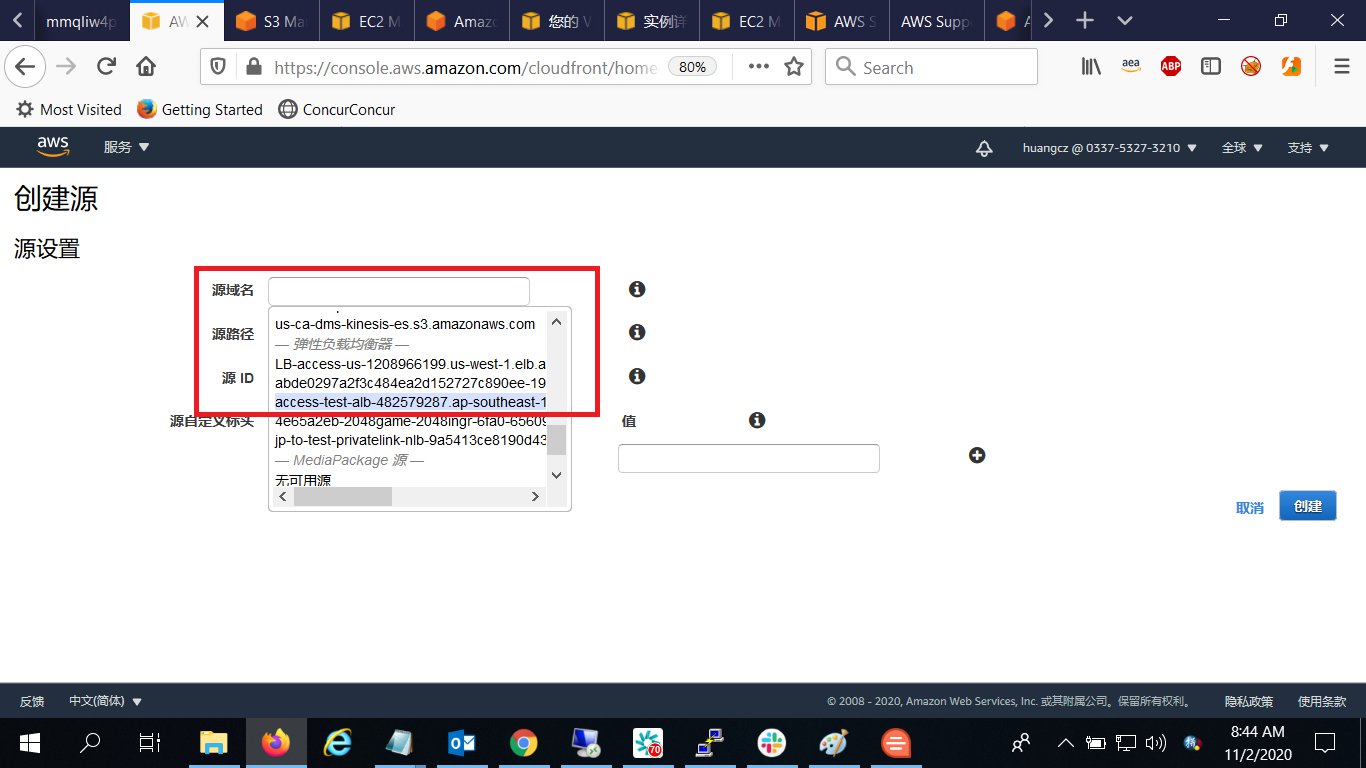 mmqliw4p
AW
S3 Ma
EC2 M
Amaz
您的 V
实例详
EC2 M
AWS S
AWS Supp
https://console.aws.amazon.com/cloudfront/home
80%
Search
aea
ABP
Most Visited
Getting Started
ConcurConcur
aws
服务
huangcz @ 0337-5327-3210
全球
支持
创建源
源设置
源域名
源路径
us-ca-dms-kinesis-es.s3.amazonaws.com
— 弹性负载均衡器 —
LB-access-us-1208966199.us-west-1.elb.a
源 ID
abde0297a2f3c484ea2d152727c890ee-19
access-test-alb-482579287.ap-southeast-1
源自定义标头
4e65a2eb-2048game-2048ingr-6fa0-65609
值
jp-to-test-privatelink-nlb-9a5413ce8190d43
— MediaPackage 源 —
无可用源
取消
创建
反馈
中文(简体)
© 2008 - 2020, Amazon Web Services, Inc. 或其附属公司。保留所有权利。
隐私政策
使用条款
70
8:44 AM
11/2/2020